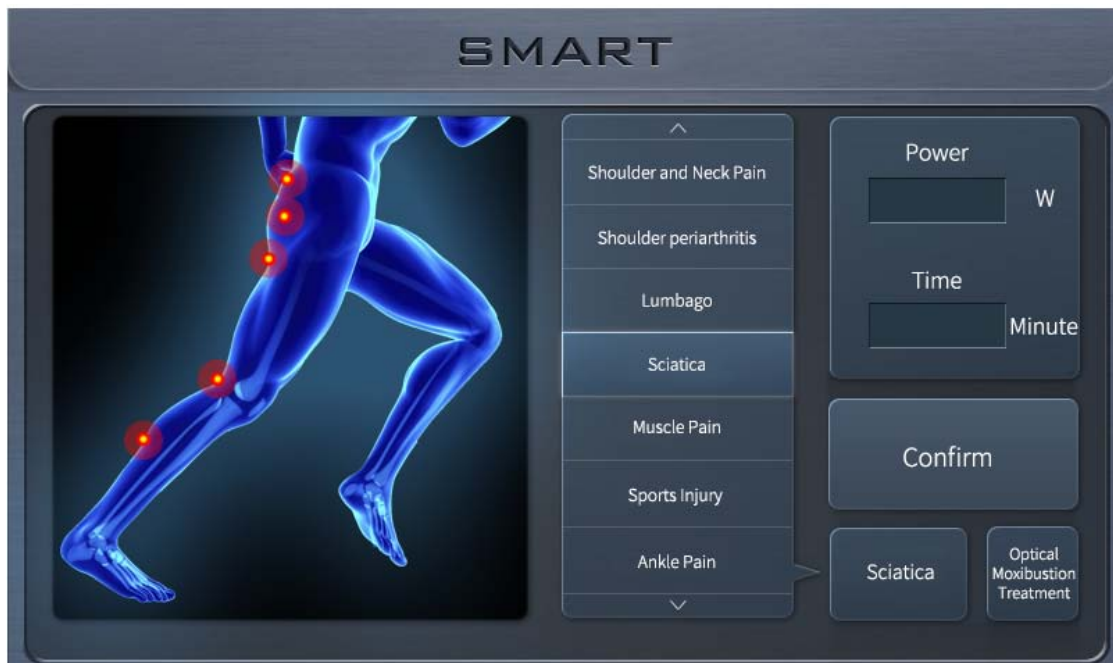 SMART
Shoulder and Neck Pain
Shoulder periarthritis
Lumbago
Sciatica
Muscle Pain
Sports Injury
Ankle Pain
Power
W
Time
Minute
Confirm
Sciatica
Optical
Moxibustion
Treatment